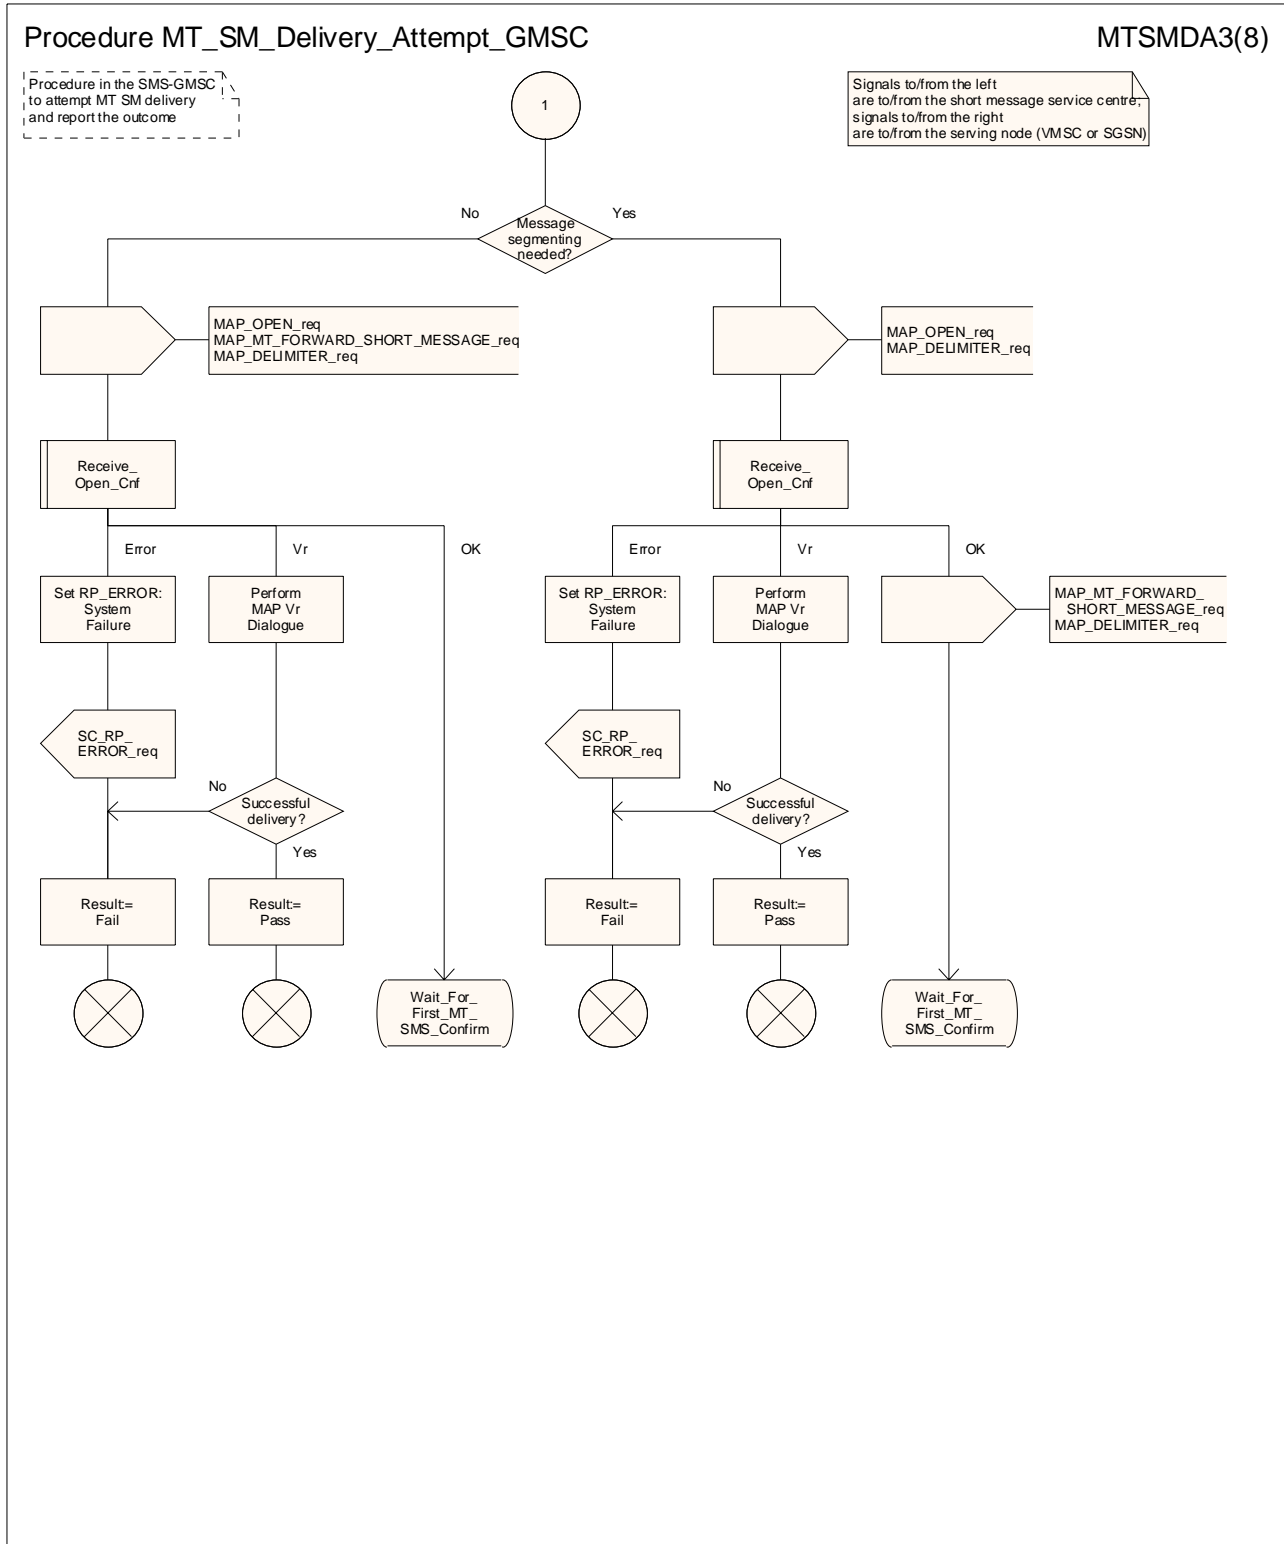 Procedure MT_SM_Delivery_Attempt_GMSC
MTSMDA3(8)
Procedure in the SMS-GMSC
to attempt MT SM delivery
and report the outcome
1
Signals to/from the left
are to/from the short message service centre;
signals to/from the right
are to/from the serving node (VMSC or SGSN)
No
Yes
Message
segmenting
needed?
MAP_OPEN_req
MAP_MT_FORWARD_SHORT_MESSAGE_req
MAP_DELIMITER_req
MAP_OPEN_req
MAP_DELIMITER_req
Receive_
Open_Cnf
Receive_
Open_Cnf
Error
Vr
OK
Error
Vr
OK
Set RP_ERROR:
System
Failure
Perform
MAP Vr
Dialogue
Set RP_ERROR:
System
Failure
Perform
MAP Vr
Dialogue
MAP_MT_FORWARD_
SHORT_MESSAGE_req
MAP_DELIMITER_req
SC_RP_
ERROR_req
SC_RP_
ERROR_req
No
Successful
delivery?
Yes
No
Successful
delivery?
Yes
Result:=
Fail
Result:=
Pass
Result:=
Fail
Result:=
Pass
Wait_For_
First_MT_
SMS_Confirm
Wait_For_
First_MT_
SMS_Confirm